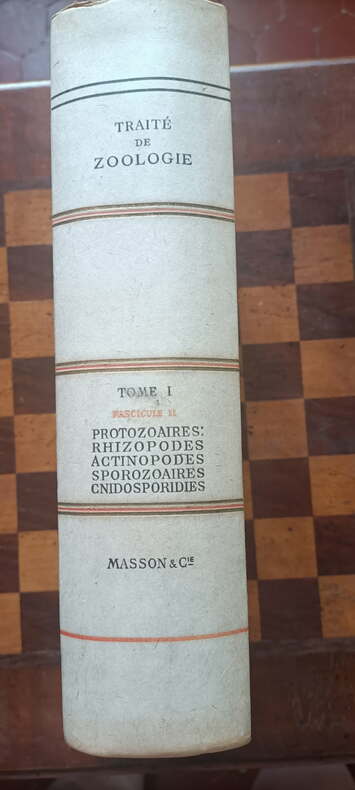 TRAITÉ
DE
ZOOLOGIE
TOME I
FASCICULE II
PROTOZOAIRES:
RHIZOPODES
ACTINOPODES
SPOROZOAIRES
CNIDOSPORIDIES
MASSON & Cⁱᴱ